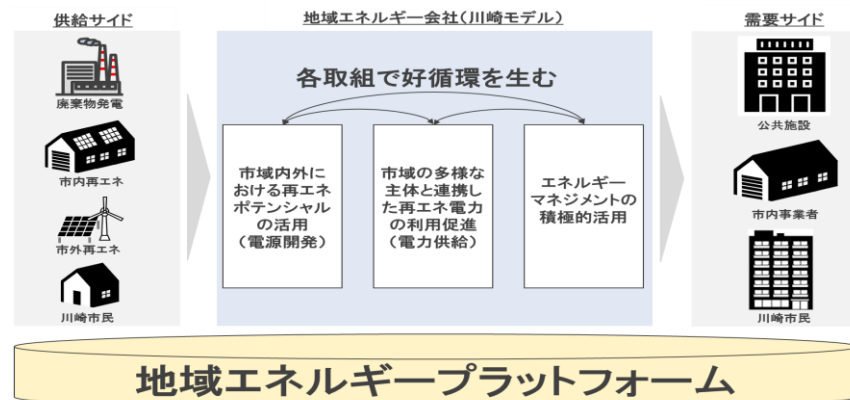 供給サイド
廃棄物発電
市内再エネ
市外再エネ
川崎市民
地域エネルギー会社(川崎モデル)
各取組で好循環を生む
市域内外に
おける再エネ
ポテンシャル
の活用
(電源開発)
市域の多様な
主体と連携し
た再エネ電力
の利用促進
(電力供給)
エネルギー
マネジメントの
積極的活用
需要サイド
公共施設
市内事業者
川崎市民
地域エネルギープラットフォーム